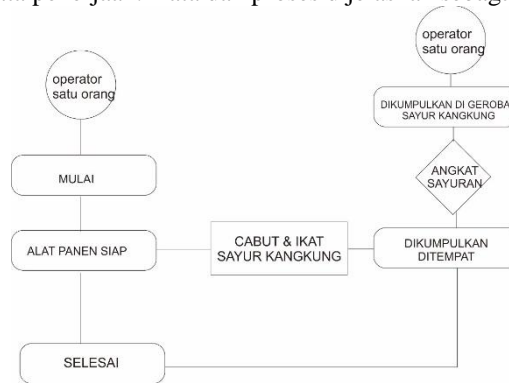 operator
satu orang
MULAI
ALAT PANEN SIAP
SELESAI
CABUT & IKAT
SAYUR KANGKUNG
operator
satu orang
DIKUMPULKAN DI GEROBA
SAYUR KANGKUNG
ANGKAT
SAYURAN
DIKUMPULKAN
DITEMPAT